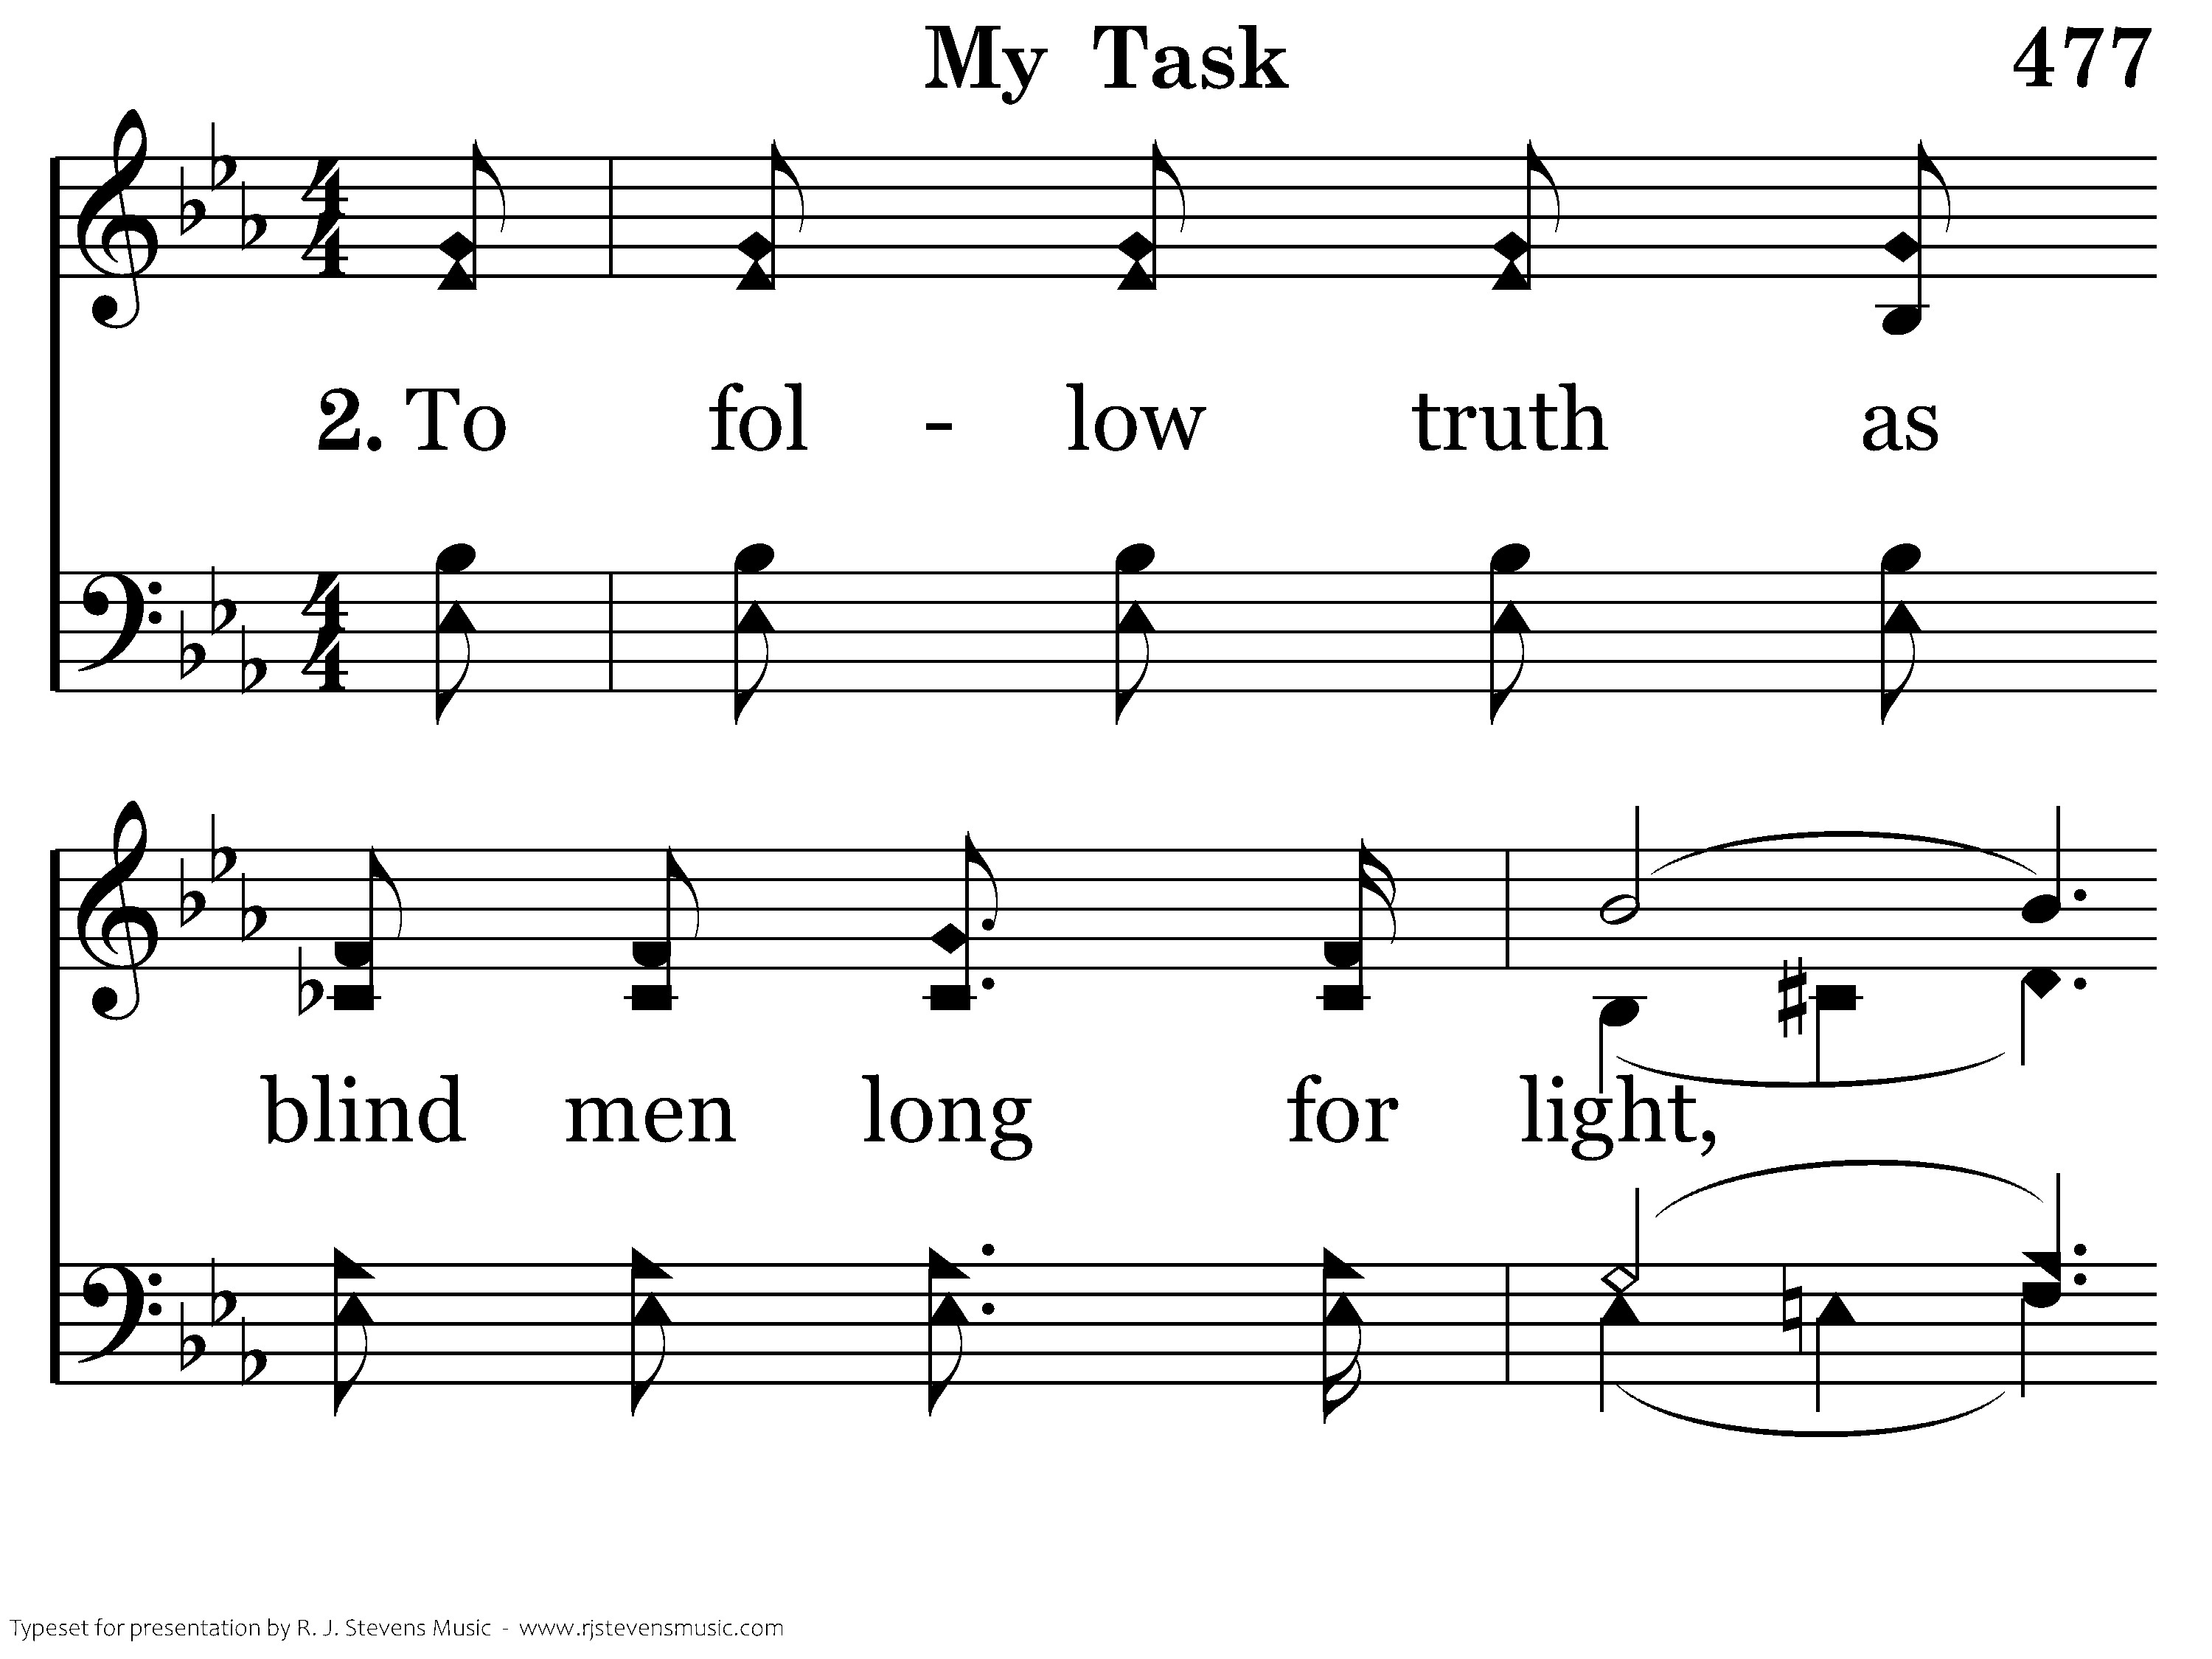 My Task 477
2. To fol - low truth as
blind men long for light,
Typeset for presentation by R. J. Stevens Music - www.rjstevensmusic.com